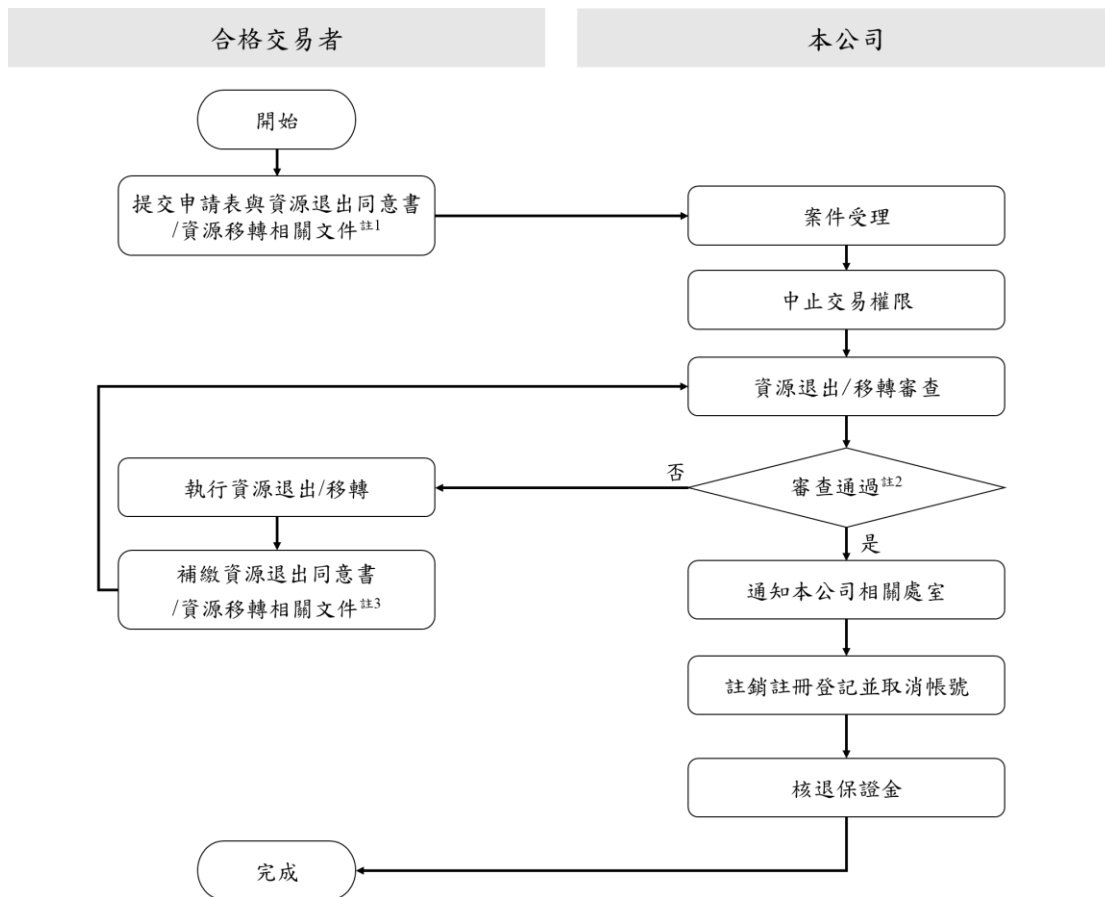 合格交易者
本公司
開始
提交申請表與資源退出同意書
/資源移轉相關文件註1
案件受理
中止交易權限
資源退出/移轉審查
審查通過註2
否
執行資源退出/移轉
補繳資源退出同意書
/資源移轉相關文件註3
是
通知本公司相關處室
註銷註冊登記並取消帳號
核退保證金
完成